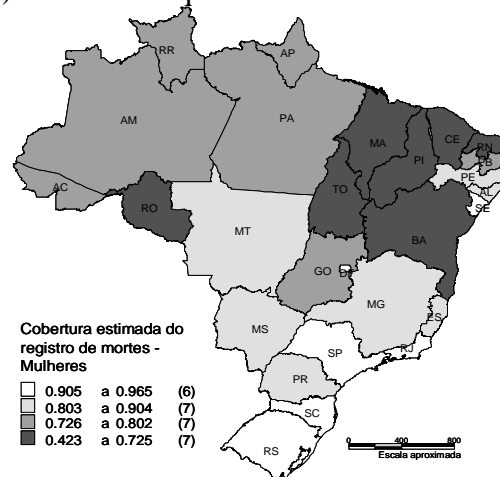 )
RR
AP
AM
PA
MA
CE
RN
PB
PI
PE
AL
SE
AC
TO
RO
BA
MT
GO
DF
MG
ES
MS
SP
RJ
PR
SC
RS
Cobertura estimada do
registro de mortes -
Mulheres
0.905 a 0.965 (6)
0.803 a 0.904 (7)
0.726 a 0.802 (7)
0.423 a 0.725 (7)
0 400 800
Escala aproximada